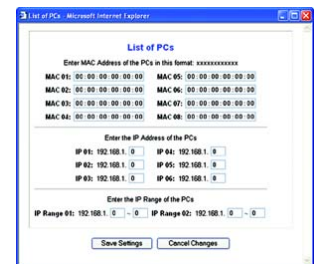 List of PCs - Microsoft Internet Explorer
List of PCs
Enter MAC Address of the PCs in this format: xxxxxxxxxxxx
MAC 01: 00:00:00:00:00:00 MAC 05: 00:00:00:00:00:00
MAC 02: 00:00:00:00:00:00 MAC 06: 00:00:00:00:00:00
MAC 03: 00:00:00:00:00:00 MAC 07: 00:00:00:00:00:00
MAC 04: 00:00:00:00:00:00 MAC 08: 00:00:00:00:00:00
Enter the IP Address of the PCs
IP 01: 192.168.1. 0 IP 04: 192.168.1. 0
IP 02: 192.168.1. 0 IP 05: 192.168.1. 0
IP 03: 192.168.1. 0 IP 06: 192.168.1. 0
Enter the IP Range of the PCs
IP Range 01: 192.168.1. 0 ~ 0 IP Range 02: 192.168.1. 0 ~ 0
Save Settings Cancel Changes